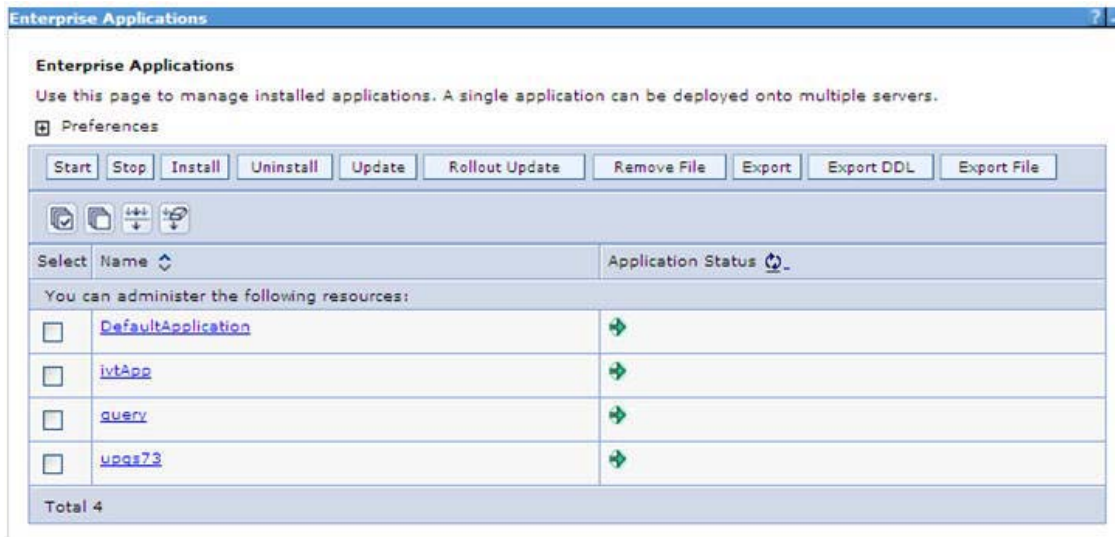 Enterprise Applications
?
Enterprise Applications
Use this page to manage installed applications. A single application can be deployed onto multiple servers.
Preferences
Start Stop Install Uninstall Update Rollout Update Remove File Export Export DDL Export File
Select Name Application Status
You can administer the following resources:
DefaultApplication
ivtApp
query
upgs73
Total 4